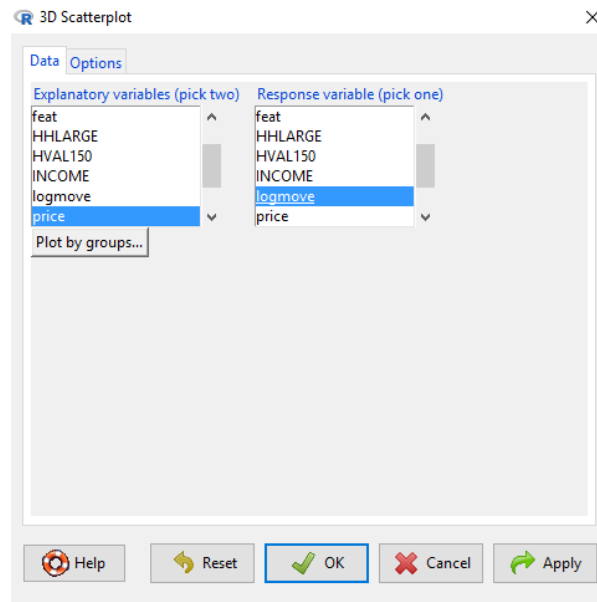 3D Scatterplot
Data Options
Explanatory variables (pick two) Response variable (pick one)
feat feat
HHLARGE HHLARGE
HVAL150 HVAL150
INCOME INCOME
logmove logmove
price price
Plot by groups...
Help Reset OK Cancel Apply